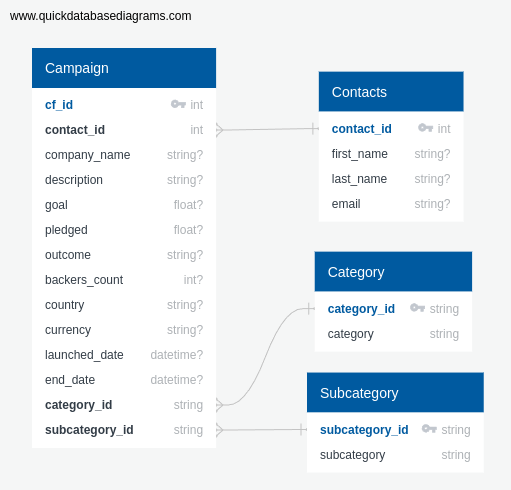 www.quickdatabasediagrams.com
Campaign
cf_id int
contact_id int
company_name string?
description string?
goal float?
pledged float?
outcome string?
backers_count int?
country string?
currency string?
launched_date datetime?
end_date datetime?
category_id string
subcategory_id string
Contacts
contact_id int
first_name string?
last_name string?
email string?
Category
category_id string
category string
Subcategory
subcategory_id string
subcategory string